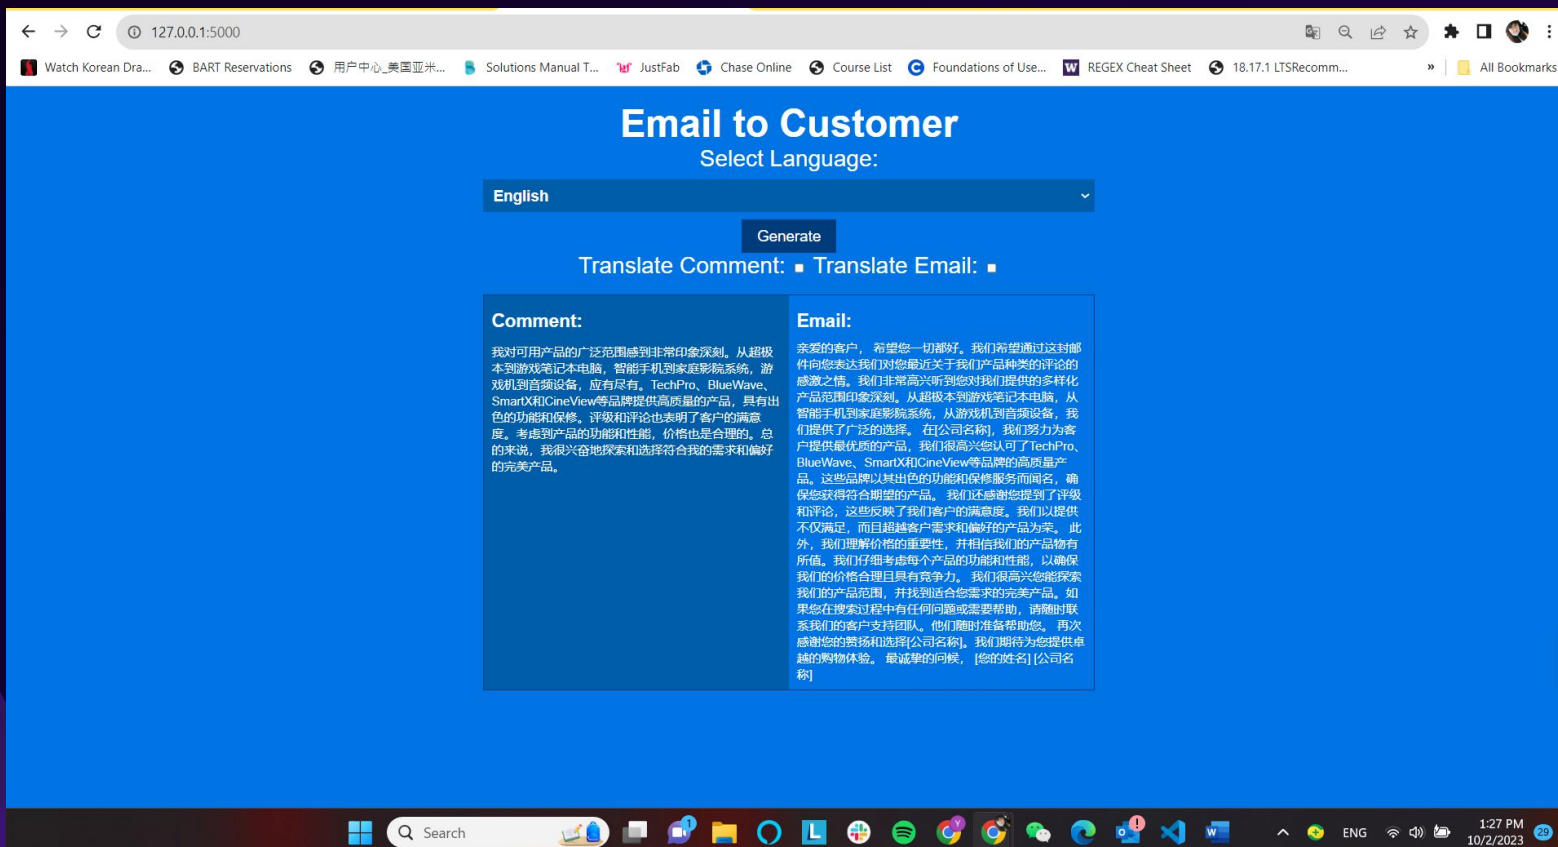 127.0.0.1:5000
Watch Korean Dra... BART Reservations 用户中心_美国亚米... Solutions Manual T... JustFab Chase Online Course List Foundations of Use... W REGEX Cheat Sheet 18.17.1 LTSRecomm... » All Bookmarks
Email to Customer
Select Language:
English
Generate
Translate Comment: Translate Email:
Comment:
我对可用产品的广泛范围感到非常印象深刻。从超极
本到游戏笔记本电脑，智能手机到家庭影院系统，游
戏机到音频设备，应有尽有。TechPro、BlueWave、
SmartX和CineView等品牌提供高质量的产品，具有出
色的功能和保修。评级和评论也表明了客户的满意
度。考虑到产品的功能和性能，价格也是合理的。总
的来说，我很兴奋地探索和选择符合我的需求和偏好
的完美产品。
Email:
亲爱的客户， 希望您一切都好。我们希望通过这封邮
件向您表达我们对您最近关于我们产品种类的评论的
感激之情。我们非常高兴听到您对我们提供的多样化
产品范围印象深刻。从超极本到游戏笔记本电脑，从
智能手机到家庭影院系统，从游戏机到音频设备，我
们提供了广泛的选择。 在[公司名称]，我们努力为客
户提供最优质的产品，我们很高兴您认可了TechPro、
BlueWave、SmartX和CineView等品牌的高质量产
品。这些品牌以其出色的功能和保修服务而闻名，确
保您获得符合期望的产品。 我们还感谢您提到了评级
和评论，这些反映了我们客户的满意度。我们以提供
不仅满足，而且超越客户需求和偏好的产品为荣。 此
外，我们理解价格的重要性，并相信我们的产品物有
所值。我们仔细考虑每个产品的功能和性能，以确保
我们的价格合理且具有竞争力。 我们很高兴您能探索
我们的产品范围，并找到适合您需求的完美产品。如
果您在搜索过程中有任何问题或需要帮助，请随时联
系我们的客户支持团队。他们随时准备帮助您。 再次
感谢您的赞扬和选择[公司名称]。我们期待为您提供卓
越的购物体验。 最诚挚的问候， [您的姓名] [公司名
称]
Search
1
L
ENG
1:27 PM
10/2/2023
29